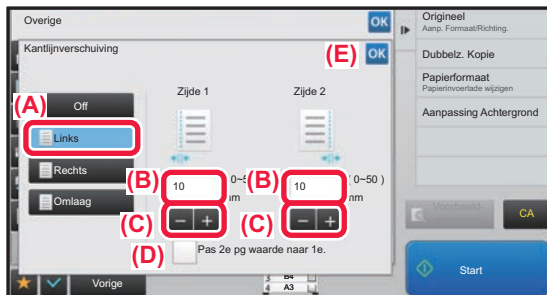 Overige
OK
Origineel
Aanp. Formaat/Richting.
Kantlijnverschuiving
(E)
OK
Dubbelz. Kopie
Papierformaat
Papierinvoerlade wijzigen
Aanpassing Achtergrond
(A)
Off
Links
Rechts
Omlaag
Zijde 1
Zijde 2
(B)
10
mm
(B)
10
( 0~50 )
mm
(C)
− +
(C)
− +
(D)
Pas 2e pg waarde naar 1e.
Voorbeeld
CA
Start
Vorige
B4
4 A3